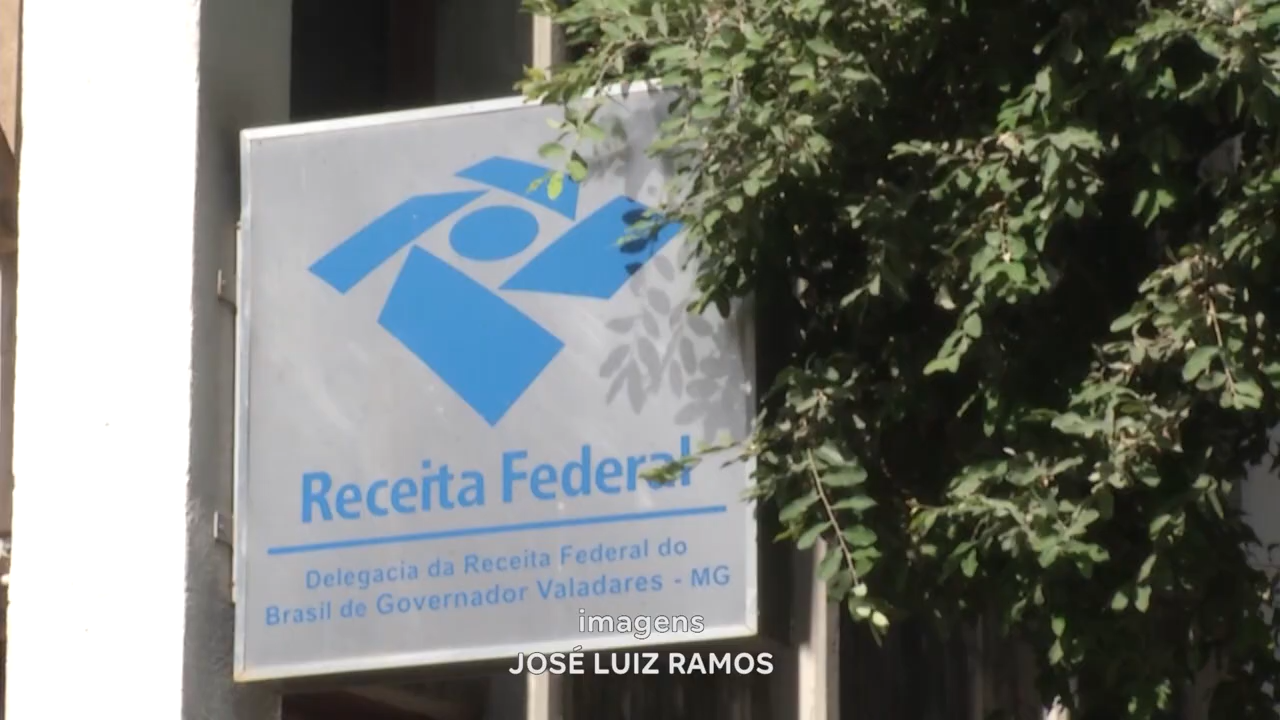 Receita Federal
Delegacia da Receita Federal do
Brasil de Governador Valadares - MG
imagens
JOSÉ LUIZ RAMOS